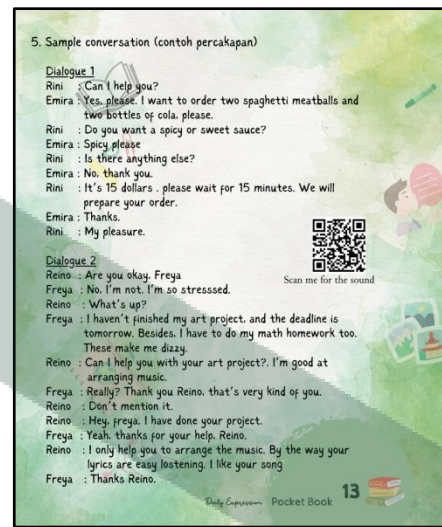 5. Sample conversation (contoh percakapan)
Dialogue 1
Rini : Can I help you?
Emira : Yes, please. I want to order two spaghetti meatballs and
two bottles of cola, please.
Rini : Do you want a spicy or sweet sauce?
Emira : Spicy please
Rini : Is there anything else?
Emira : No, thank you.
Rini : It's 15 dollars , please wait for 15 minutes. We will
prepare your order.
Emira : Thanks.
Rini : My pleasure.
Scan me for the sound
Dialogue 2
Reino : Are you okay, Freya
Freya : No, I'm not. I'm so stresssed.
Reino : What's up?
Freya : I haven't finished my art project, and the deadline is
tomorrow. Besides, I have to do my math homework too.
These make me dizzy.
Reino : Can I help you with your art project?. I'm good at
arranging music.
Freya : Really? Thank you Reino, that's very kind of you.
Reino : Don't mention it.
Reino : Hey, freya, I have done your project.
Freya : Yeah, thanks for your help, Reino.
Reino : I only help you to arrange the music. By the way your
lyrics are easy lostening. I like your song
Freya : Thanks Reino.
Daily Expression Pocket Book 13